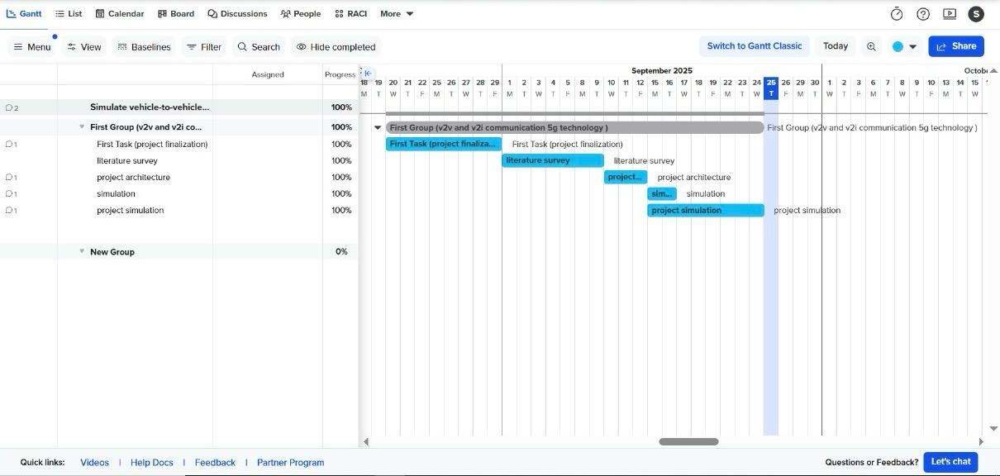 Gantt List Calendar Board Discussions People RACI More S
Menu View Baselines Filter Search Hide completed Switch to Gantt Classic Today Share
Assigned Progress September 2025 Octob
18 19 20 21 22 25 26 27 28 29 1 2 3 4 5 8 9 10 11 12 15 16 17 18 19 22 23 24 25 26 29 30 1 2 3 6 7 8 9 10 13 14 15
M T W T F M T W T F M T W T F M T W T F M T W T F M T W T F M T W T F M T W T F M T W
2 Simulate vehicle-to-vehicle... 100%
First Group (v2v and v2i co... 100% First Group (v2v and v2i communication 5g technology ) First Group (v2v and v2i communication 5g technology )
1 First Task (project finalization) 100% First Task (project finaliza... First Task (project finalization)
literature survey 100% literature survey literature survey
1 project architecture 100% project... project architecture
1 simulation 100% sim... simulation
1 project simulation 100% project simulation project simulation
New Group 0%
Quick links: Videos | Help Docs | Feedback | Partner Program Questions or Feedback? Let's chat